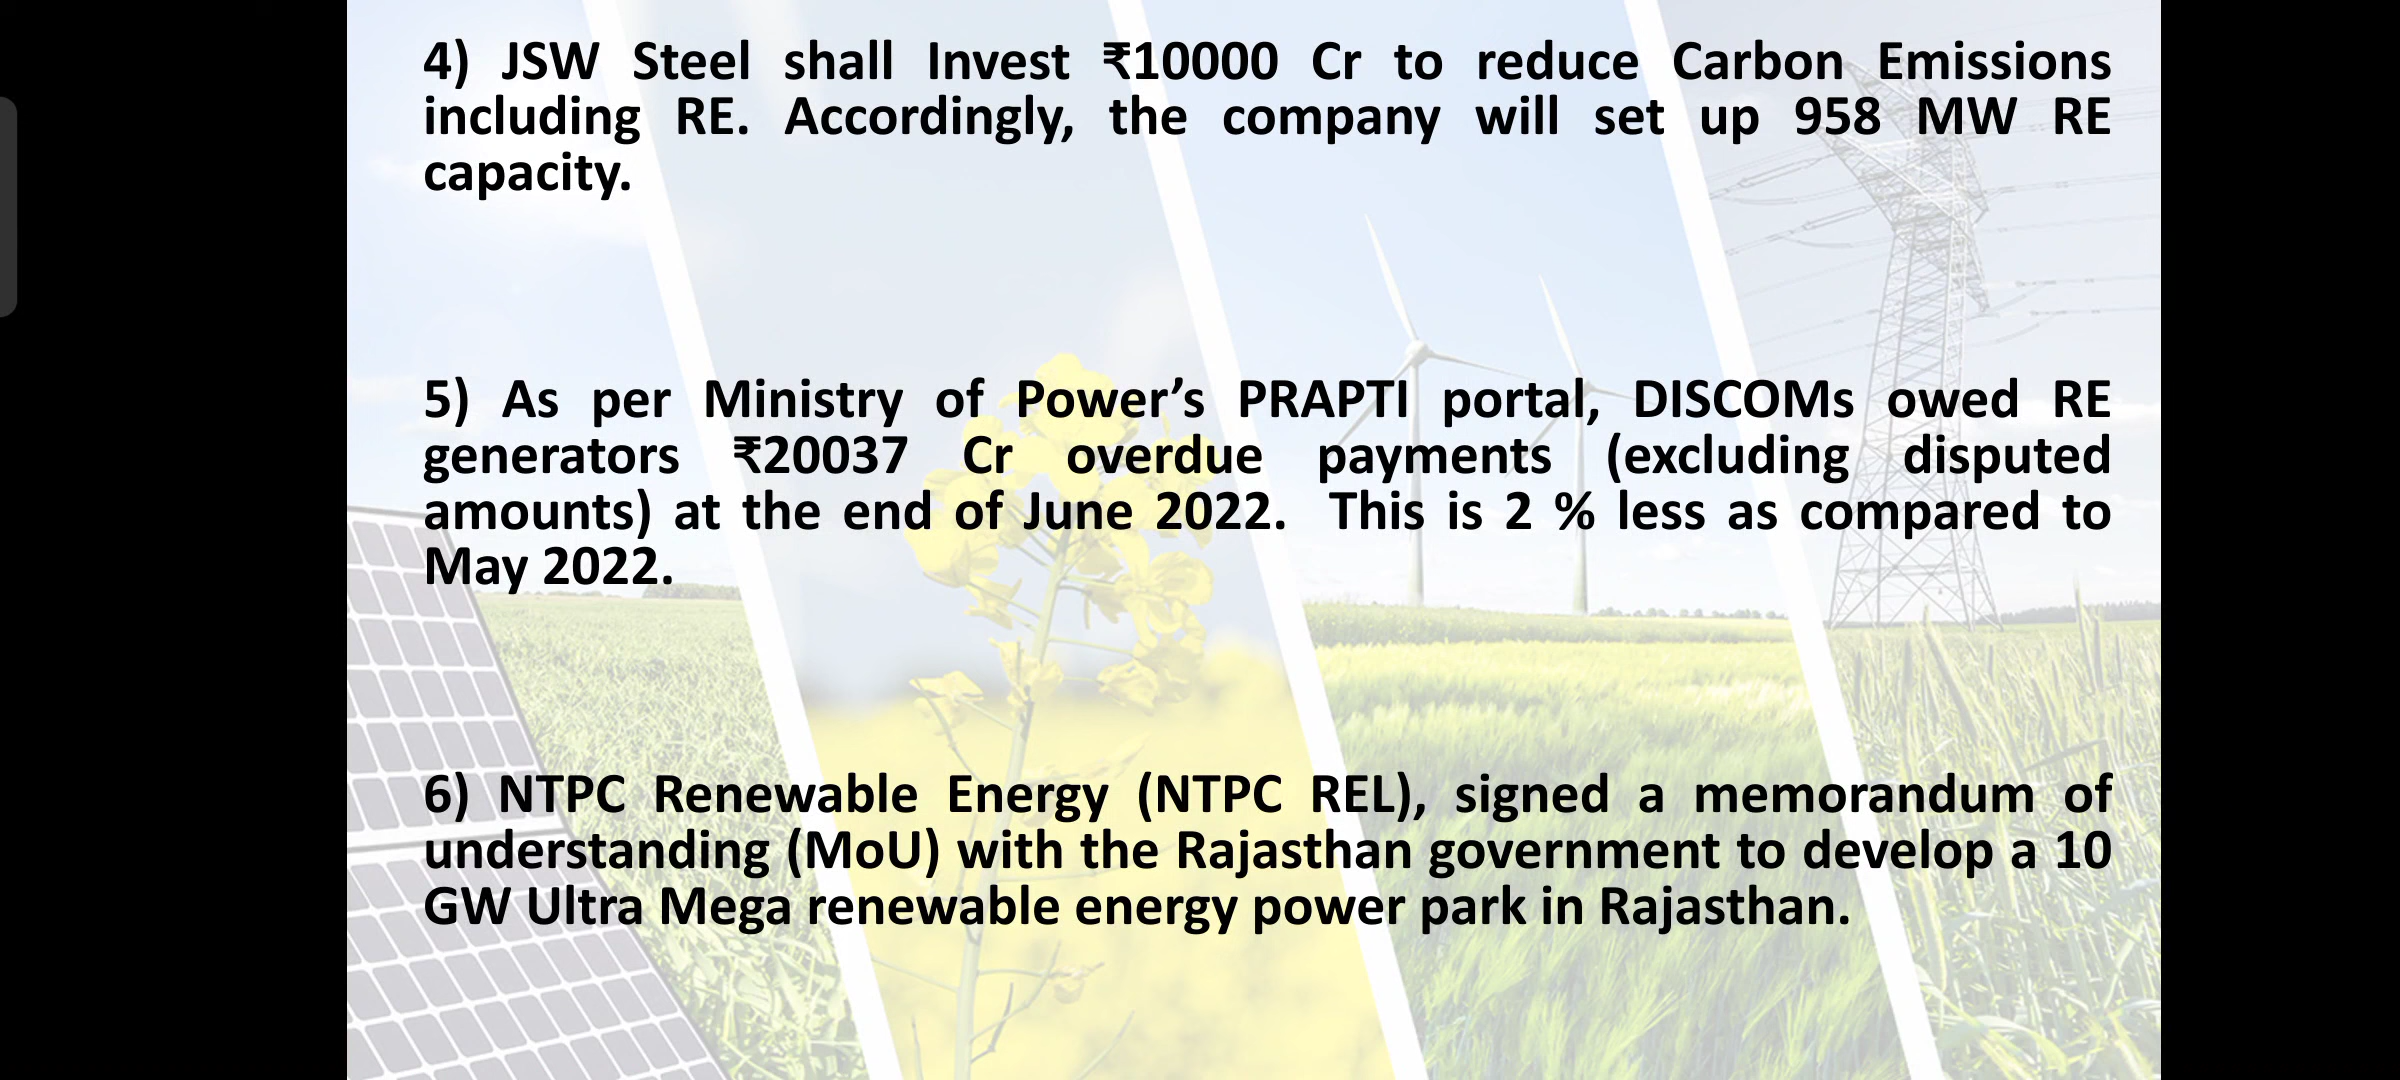 4) JSW Steel shall Invest ₹10000 Cr to reduce Carbon Emissions
including RE. Accordingly, the company will set up 958 MW RE
capacity.
5) As per Ministry of Power’s PRAPTI portal, DISCOMs owed RE
generators ₹20037 Cr overdue payments (excluding disputed
amounts) at the end of June 2022. This is 2 % less as compared to
May 2022.
6) NTPC Renewable Energy (NTPC REL), signed a memorandum of
understanding (MoU) with the Rajasthan government to develop a 10
GW Ultra Mega renewable energy power park in Rajasthan.